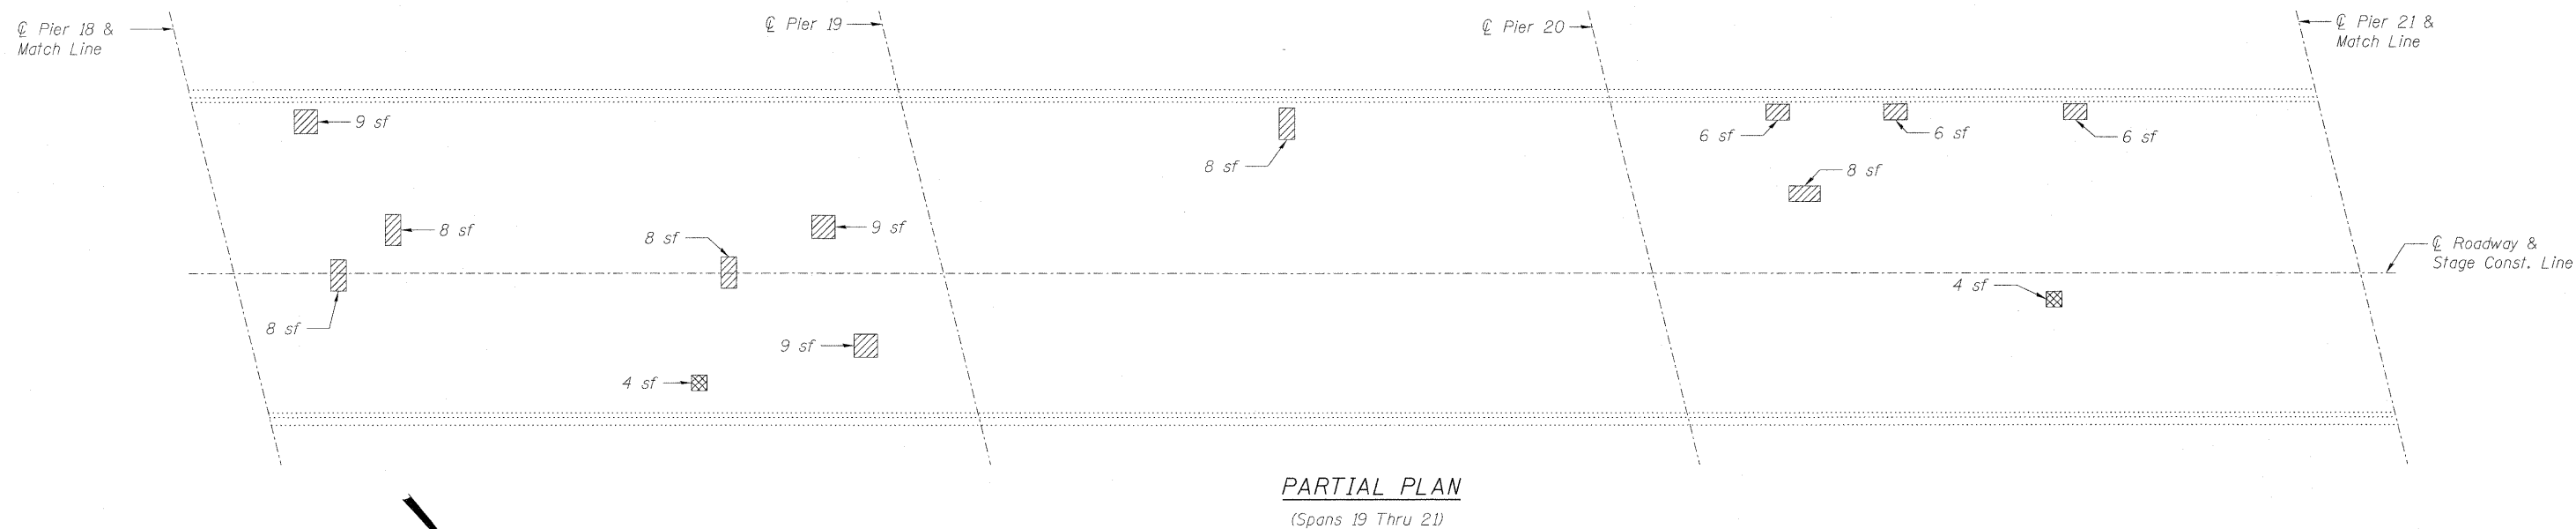 ℄ Pier 18 &
Match Line
℄ Pier 19
℄ Pier 20
℄ Pier 21 &
Match Line
9 sf
8 sf
6 sf
6 sf
6 sf
8 sf
8 sf
8 sf
9 sf
℄ Roadway &
Stage Const. Line
8 sf
4 sf
9 sf
4 sf
PARTIAL PLAN
(Spans 19 Thru 21)